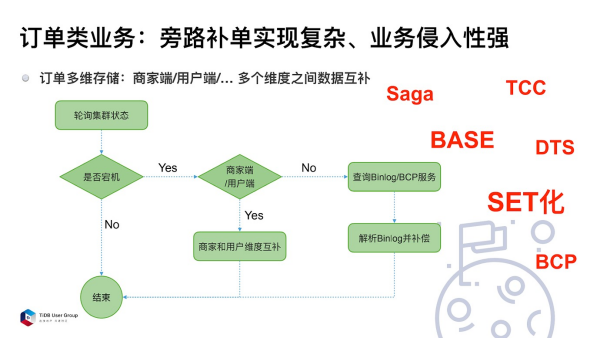 订单类业务：旁路补单实现复杂、业务侵入性强
订单多维存储：商家端/用户端/... 多个维度之间数据互补
Saga
TCC
BASE
DTS
SET化
BCP
轮询集群状态
是否宕机
Yes
商家端
/用户端
No
查询Binlog/BCP服务
No
Yes
商家和用户维度互补
解析Binlog并补偿
结束
TiDB User Group